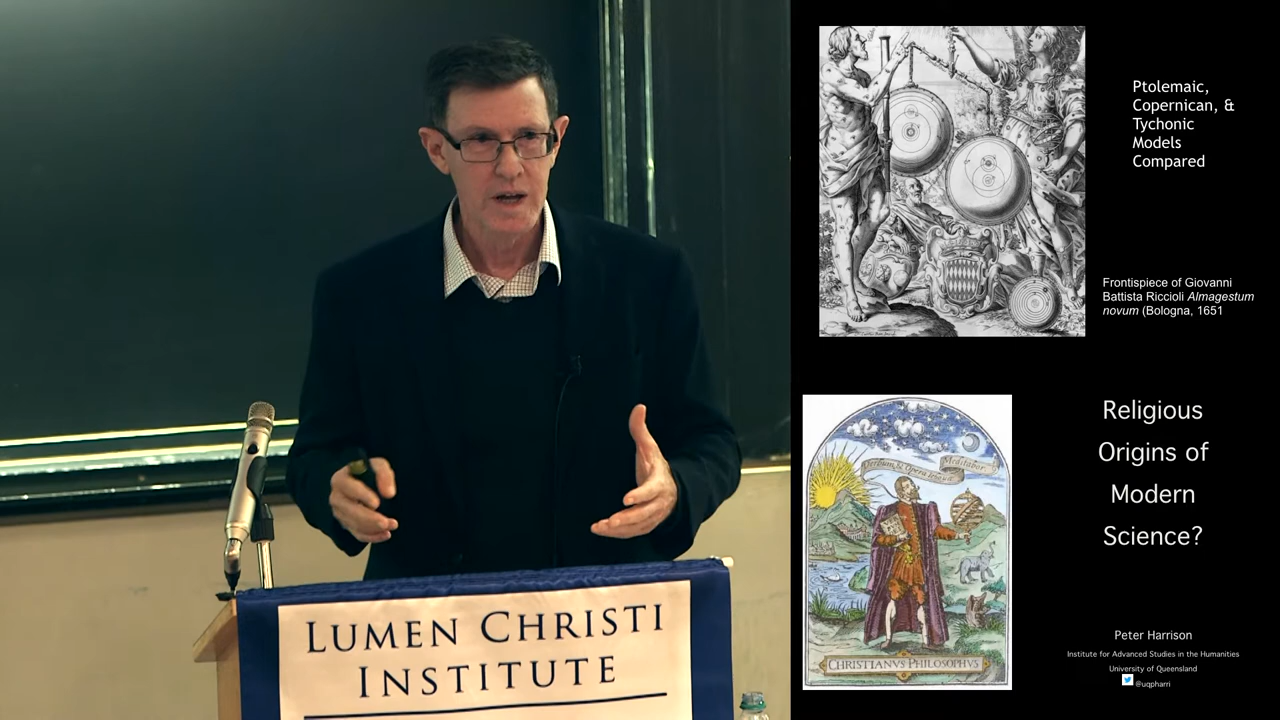 LUMEN CHRISTI
INSTITUTE
Ptolemaic,
Copernican, &
Tychonic
Models
Compared
Frontispiece of Giovanni
Battista Riccioli Almagestum
novum (Bologna, 1651
Religious
Origins of
Modern
Science?
Meditabor.
CHRISTIANVS PHILOSOPHVS
Peter Harrison
Institute for Advanced Studies in the Humanities
University of Queensland
@uqpharri